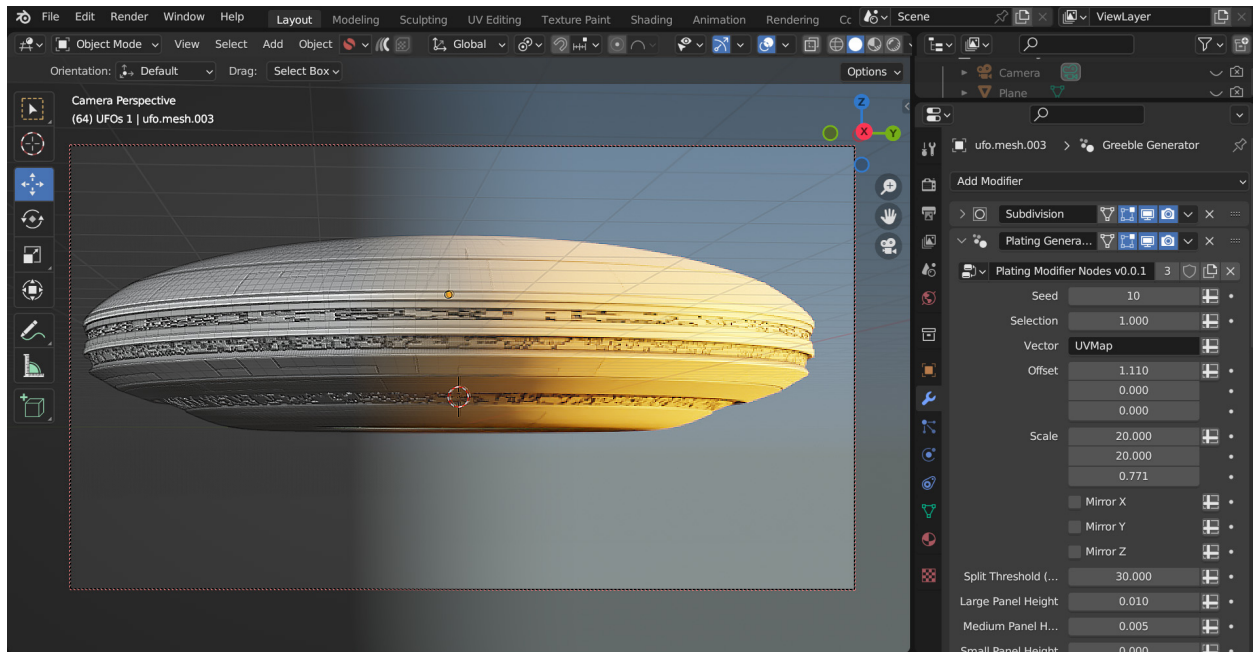 File Edit Render Window Help Layout Modeling Sculpting UV Editing Texture Paint Shading Animation Rendering Scene ViewLayer
Object Mode View Select Add Object Global
Orientation: Default Drag: Select Box Options
Camera Perspective
(64) UFOs 1 | ufo.mesh.003
Z
X
Y
Camera
Plane
ufo.mesh.003 > Greeble Generator
Add Modifier
Subdivision
Plating Genera...
Plating Modifier Nodes v0.0.1 3
Seed 10
Selection 1.000
Vector UVMap
Offset 1.110
0.000
0.000
Scale 20.000
20.000
0.771
Mirror X
Mirror Y
Mirror Z
Split Threshold (... 30.000
Large Panel Height 0.010
Medium Panel H... 0.005
Small Panel Height 0.000